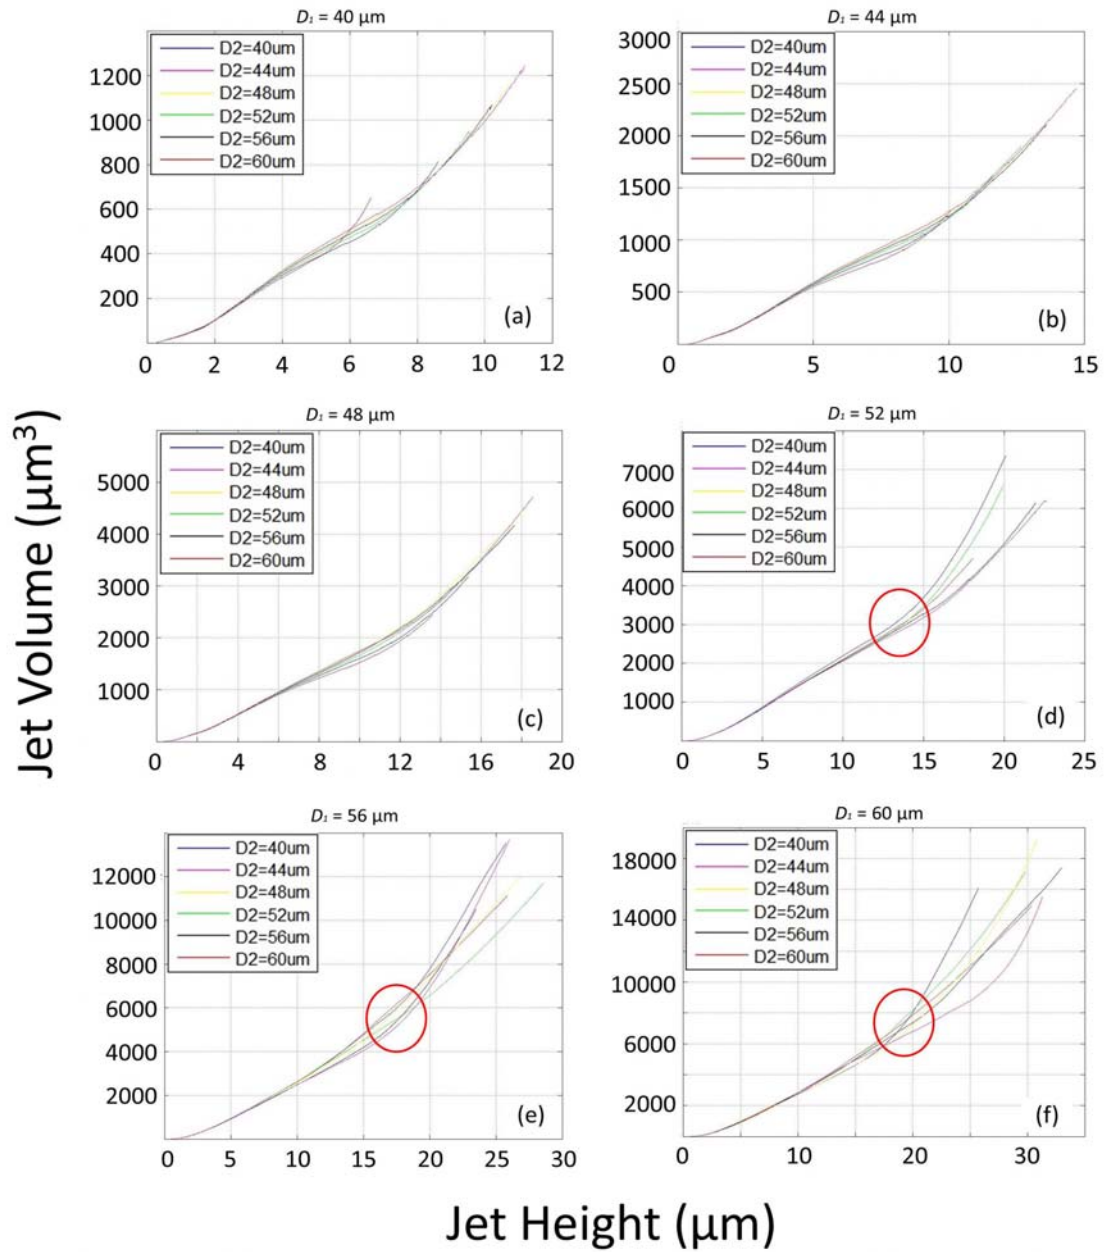 Jet Volume (μm³)
D₁ = 40 μm
D2=40um
D2=44um
D2=48um
D2=52um
D2=56um
D2=60um
1200
1000
800
600
400
200
0 2 4 6 8 10 12
(a)
D₁ = 44 μm
D2=40um
D2=44um
D2=48um
D2=52um
D2=56um
D2=60um
3000
2500
2000
1500
1000
500
0 5 10 15
(b)
D₁ = 48 μm
D2=40um
D2=44um
D2=48um
D2=52um
D2=56um
D2=60um
5000
4000
3000
2000
1000
0 4 8 12 16 20
(c)
D₁ = 52 μm
D2=40um
D2=44um
D2=48um
D2=52um
D2=56um
D2=60um
7000
6000
5000
4000
3000
2000
1000
0 5 10 15 20 25
(d)
D₁ = 56 μm
D2=40um
D2=44um
D2=48um
D2=52um
D2=56um
D2=60um
12000
10000
8000
6000
4000
2000
0 5 10 15 20 25 30
(e)
D₁ = 60 μm
D2=40um
D2=44um
D2=48um
D2=52um
D2=56um
D2=60um
18000
14000
10000
6000
2000
0 10 20 30
(f)
Jet Height (μm)